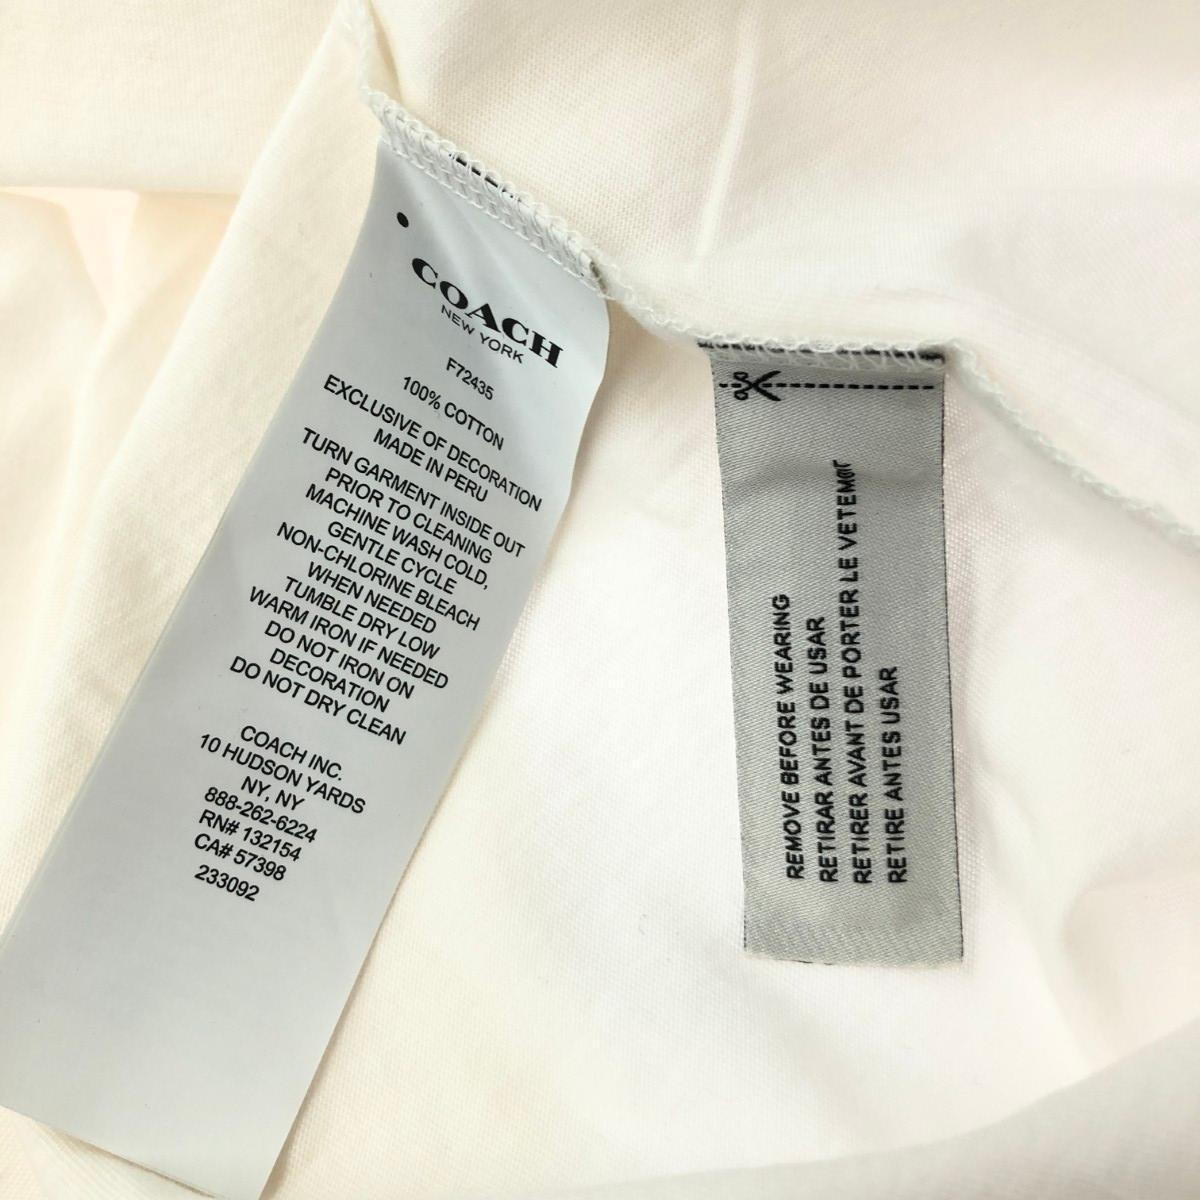 COACH
NEW YORK
F72435
100% COTTON
EXCLUSIVE OF DECORATION
MADE IN PERU
TURN GARMENT INSIDE OUT
PRIOR TO CLEANING
MACHINE WASH COLD,
GENTLE CYCLE
NON-CHLORINE BLEACH
WHEN NEEDED
TUMBLE DRY LOW
WARM IRON IF NEEDED
DO NOT IRON ON
DECORATION
DO NOT DRY CLEAN
COACH INC.
10 HUDSON YARDS
NY, NY
888-262-6224
RN# 132154
CA# 57398
233092
REMOVE BEFORE WEARING
RETIRAR ANTES DE USAR
RETIRER AVANT DE PORTER LE
RETIRE ANTES USAR